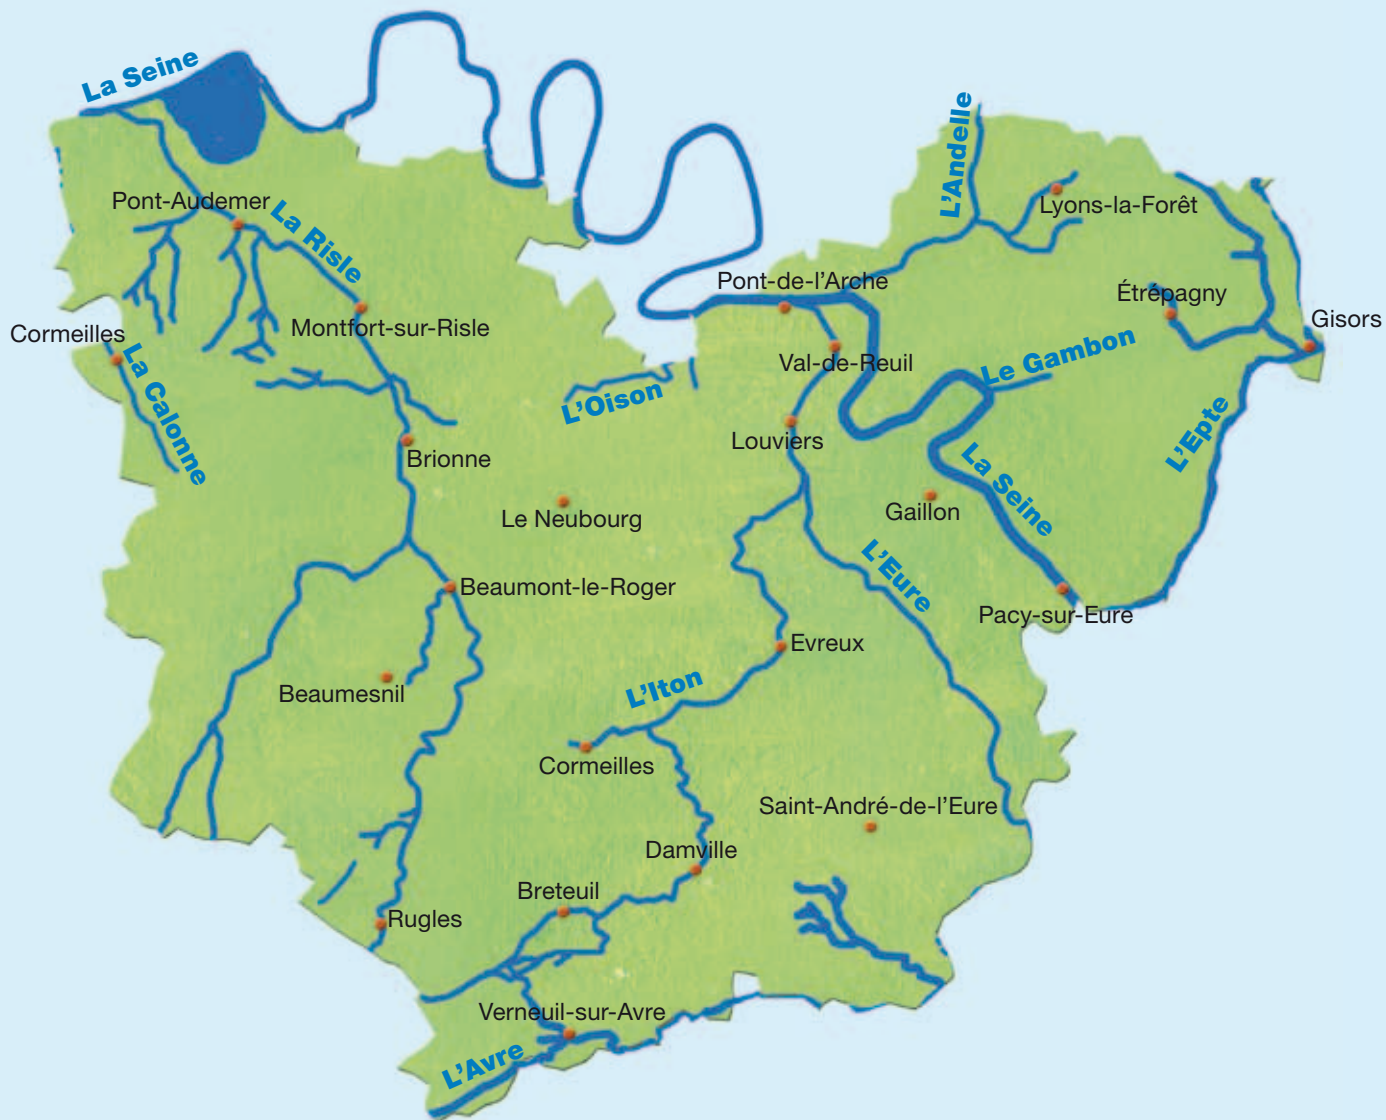 La Seine
L'Andelle
Pont-Audemer
La Risle
Lyons-la-Forêt
Pont-de-l'Arche
Étrépagny
Gisors
Montfort-sur-Risle
Cormeilles
La Calonne
Val-de-Reuil
Le Gambon
L'Oison
L'Epte
Louviers
Brionne
La Seine
Le Neubourg
Gaillon
L'Eure
Beaumont-le-Roger
Pacy-sur-Eure
Evreux
L'Iton
Beaumesnil
Cormeilles
Saint-André-de-l'Eure
Damville
Breteuil
Rugles
Verneuil-sur-Avre
L'Avre